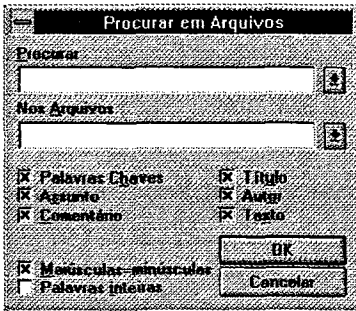 Procurar em Arquivos
Procurar
Nos Arquivos
Palavras Chaves
Título
Assunto
Autor
Comentário
Texto
OK
Maiúsculas-minúsculas
Cancelar
Palavras inteiras